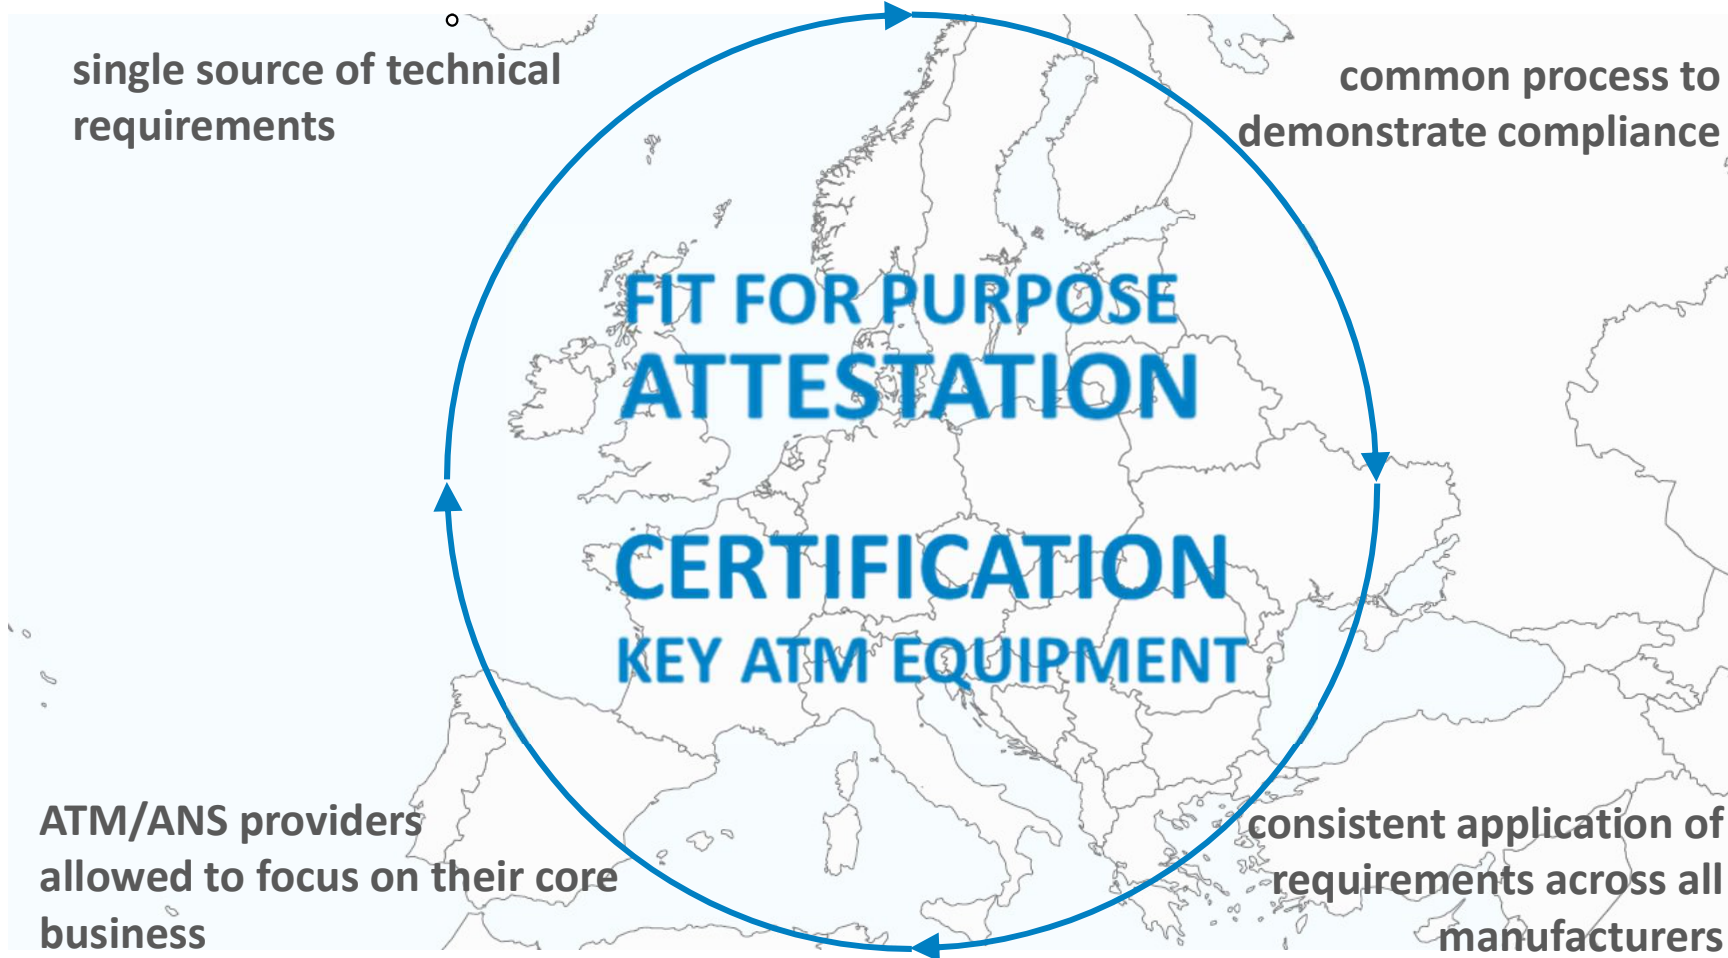 single source of technical
requirements
common process to
demonstrate compliance
FIT FOR PURPOSE
ATTESTATION
CERTIFICATION
KEY ATM EQUIPMENT
ATM/ANS providers
allowed to focus on their core
business
consistent application of
requirements across all
manufacturers